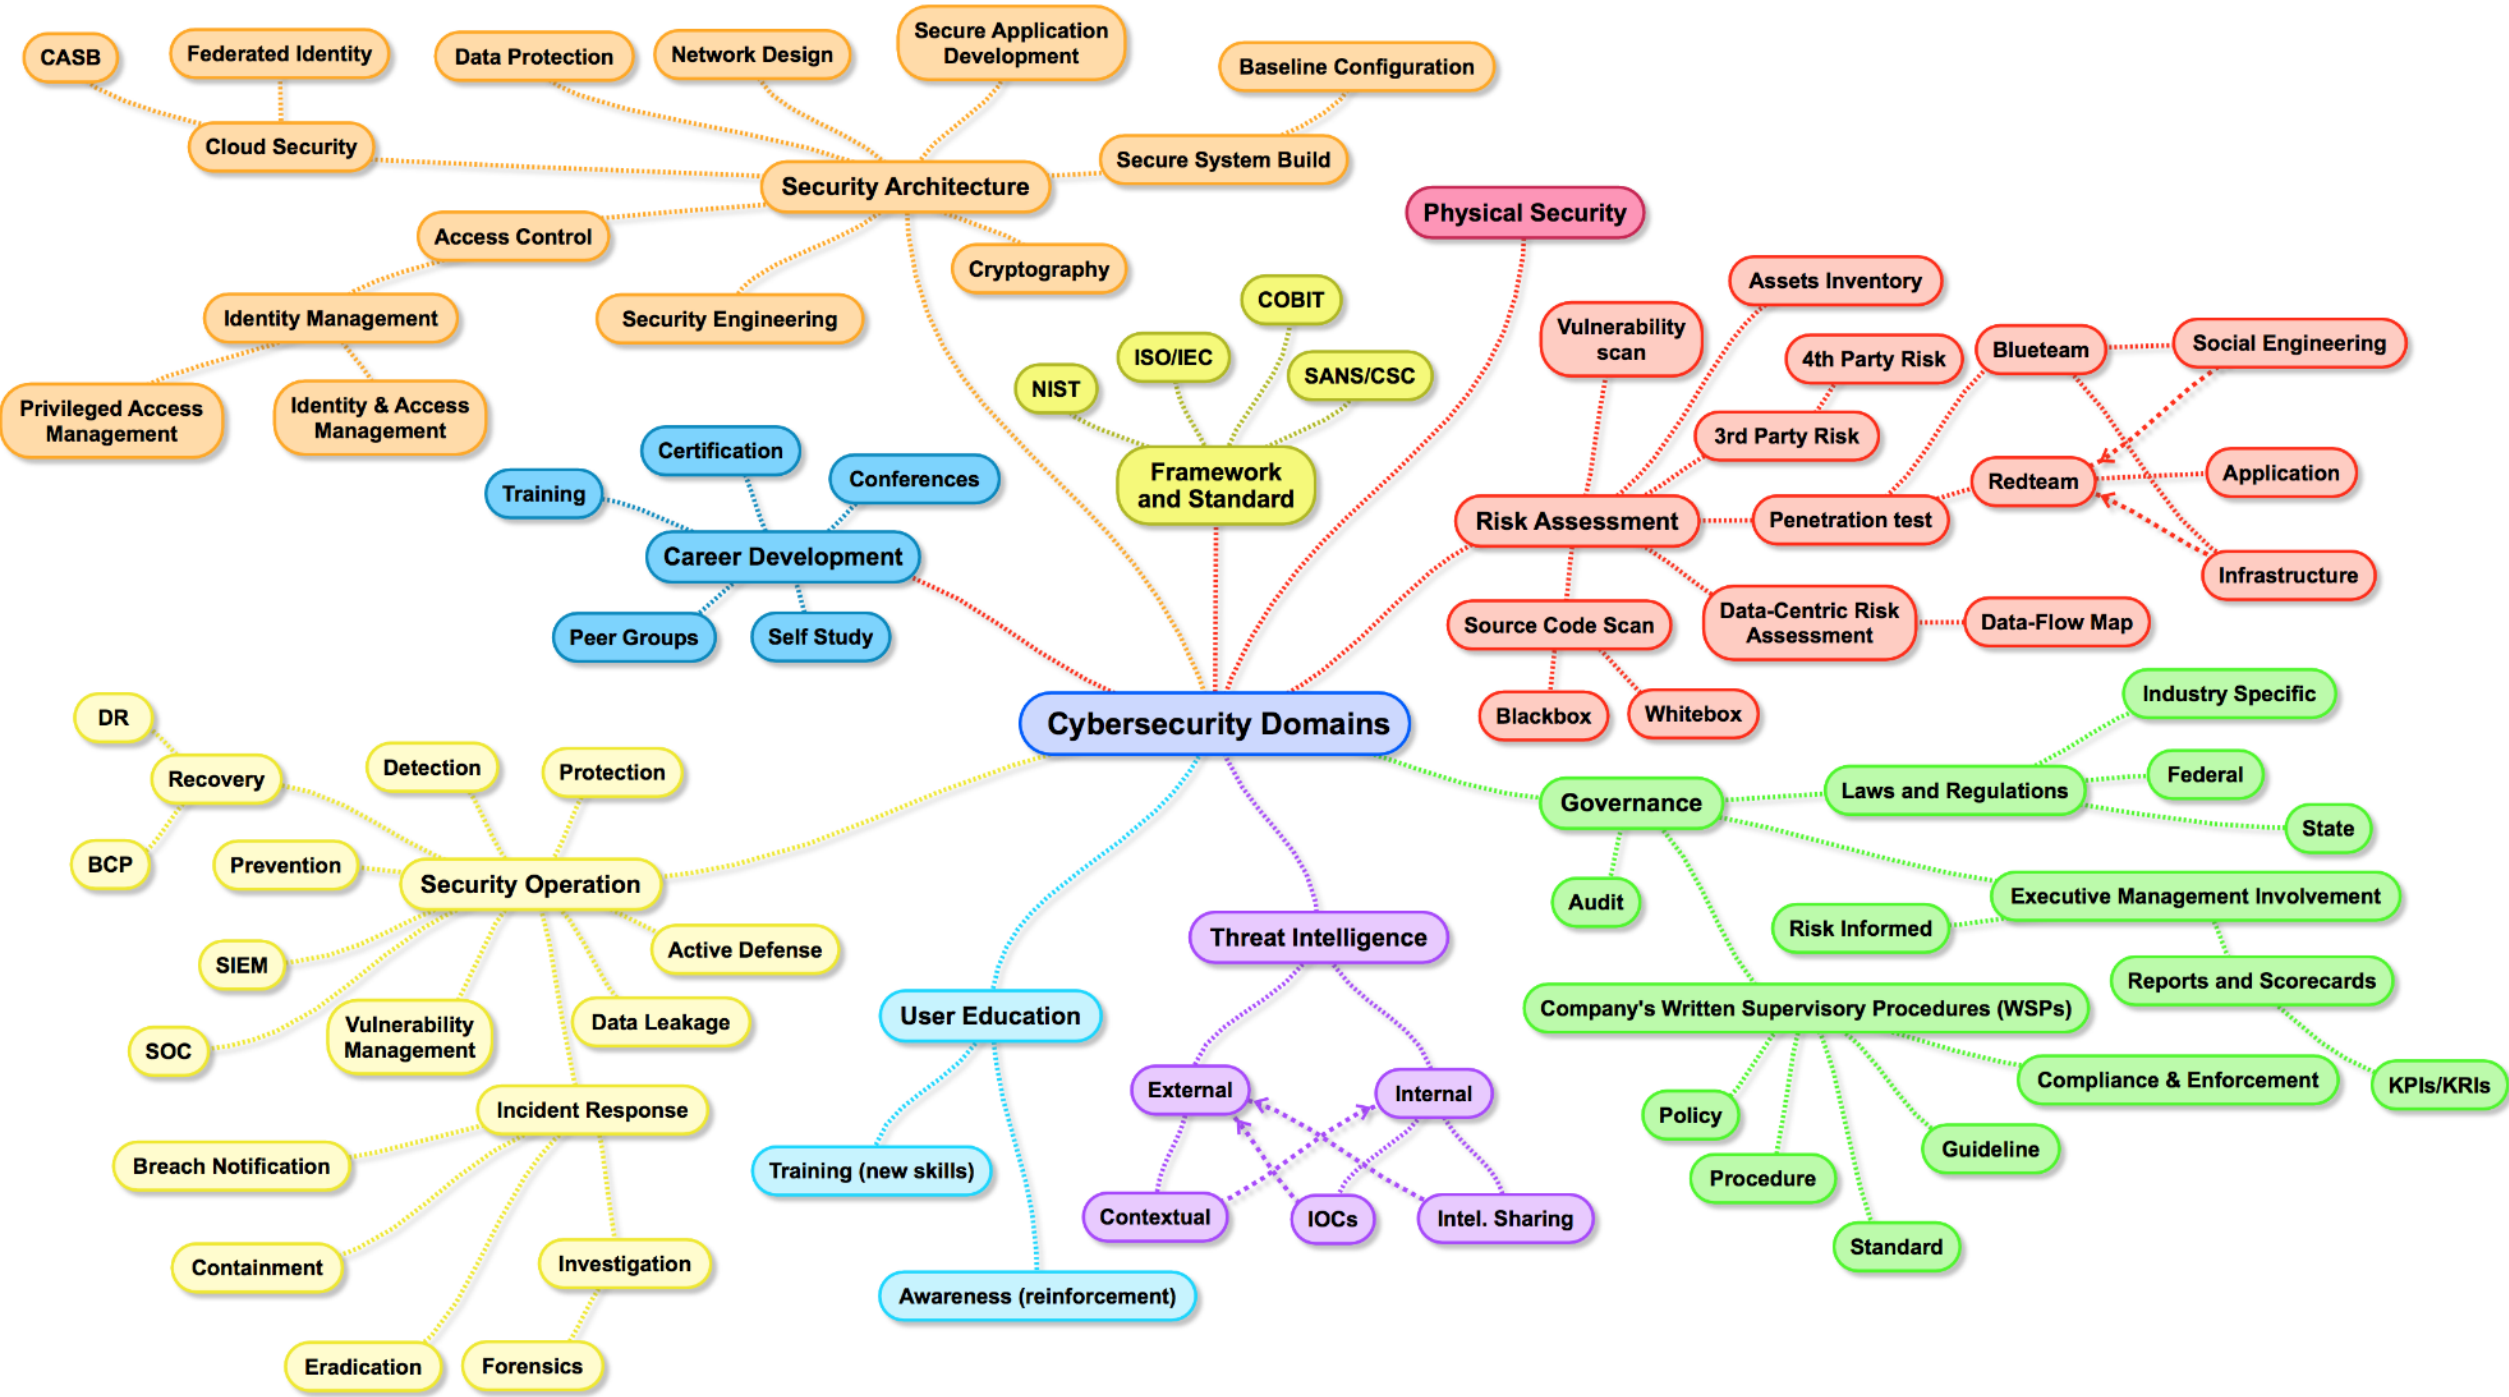 CASB
Federated Identity
Data Protection
Network Design
Secure Application
Development
Baseline Configuration
Cloud Security
Secure System Build
Security Architecture
Access Control
Cryptography
Identity Management
Security Engineering
Privileged Access
Management
Identity & Access
Management
Physical Security
COBIT
ISO/IEC
NIST
SANS/CSC
Framework
and Standard
Certification
Training
Conferences
Career Development
Peer Groups
Self Study
Assets Inventory
Vulnerability
scan
4th Party Risk
Blueteam
Social Engineering
3rd Party Risk
Redteam
Application
Risk Assessment
Penetration test
Infrastructure
Source Code Scan
Data-Centric Risk
Assessment
Data-Flow Map
Blackbox
Whitebox
Cybersecurity Domains
Industry Specific
Federal
State
Laws and Regulations
Governance
Audit
Executive Management Involvement
Risk Informed
Reports and Scorecards
KPIs/KRIs
Company's Written Supervisory Procedures (WSPs)
Compliance & Enforcement
Policy
Guideline
Procedure
Standard
DR
Recovery
Detection
Protection
BCP
Prevention
Security Operation
Active Defense
SIEM
Data Leakage
Vulnerability
Management
SOC
Incident Response
Breach Notification
Containment
Investigation
Eradication
Forensics
User Education
Training (new skills)
Awareness (reinforcement)
Threat Intelligence
External
Internal
Contextual
IOCs
Intel. Sharing